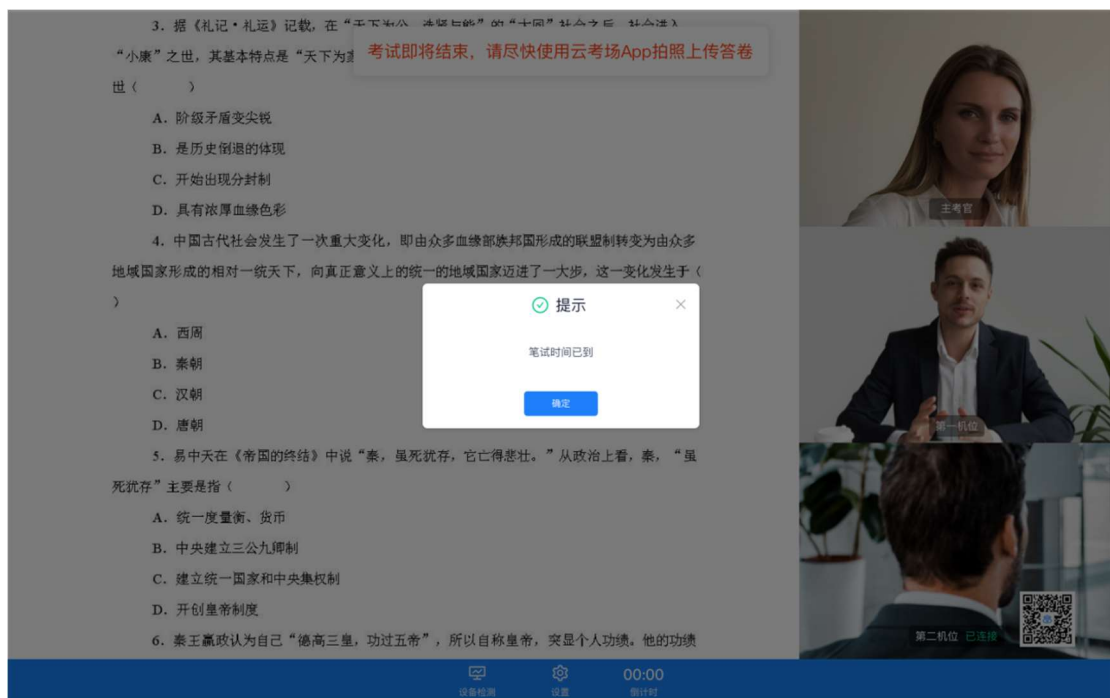 3. 据《礼记·礼运》记载，在“天下为公，选贤与能”的“大同”社会之后，社会进入
考试即将结束，请尽快使用云考场App拍照上传答卷
“小康”之世，其基本特点是“天下为
世（　　）
A. 阶级矛盾变尖锐
B. 是历史倒退的体现
C. 开始出现分封制
D. 具有浓厚血缘色彩
主考官
4. 中国古代社会发生了一次重大变化，即由众多血缘部族邦国形成的联盟制转变为由众多
地域国家形成的相对一统天下，向真正意义上的统一的地域国家迈进了一大步，这一变化发生于（
）
提示
笔试时间已到
确定
A. 西周
B. 秦朝
C. 汉朝
D. 唐朝
第一机位
5. 易中天在《帝国的终结》中说“秦，虽死犹存，它亡得悲壮。”从政治上看，秦，“虽
死犹存”主要是指（　　）
A. 统一度量衡、货币
B. 中央建立三公九卿制
C. 建立统一国家和中央集权制
D. 开创皇帝制度
6. 秦王嬴政认为自己“德高三皇，功过五帝”，所以自称皇帝，突显个人功绩。他的功绩
第二机位 已连接
设备检测
设置
00:00
倒计时